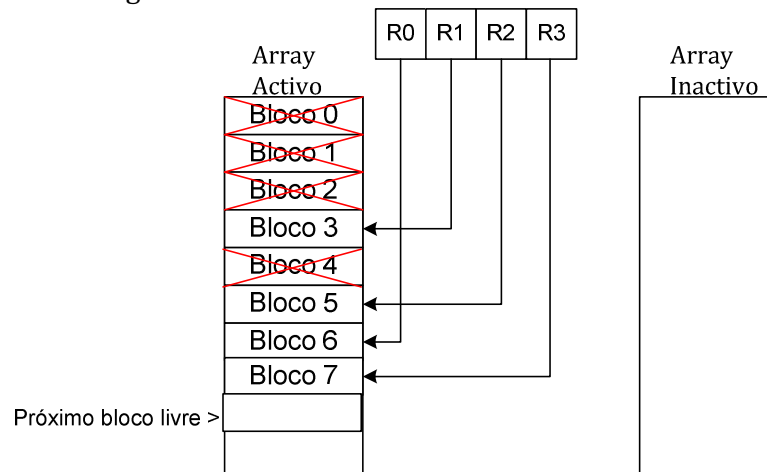 R0 R1 R2 R3
Array
Activo
Array
Inactivo
Bloco 0
Bloco 1
Bloco 2
Bloco 3
Bloco 4
Bloco 5
Bloco 6
Bloco 7
Próximo bloco livre >